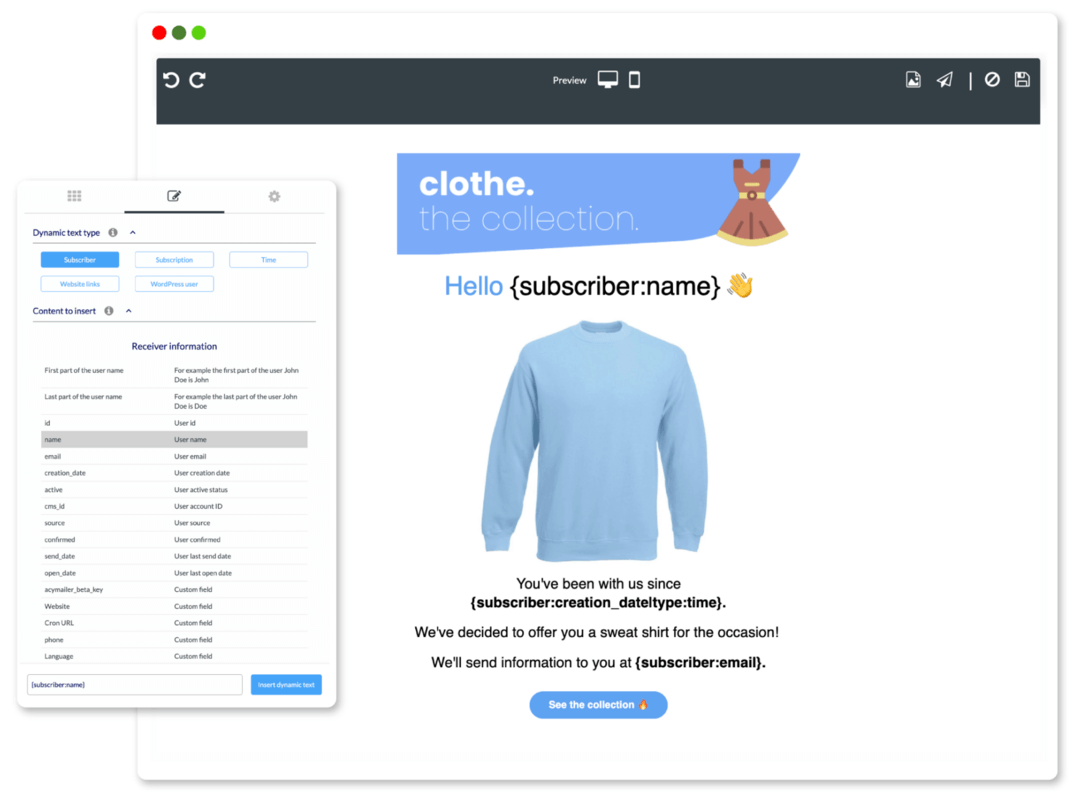 Preview
clothe.
the collection.
Hello {subscriber:name} 👋
You've been with us since
{subscriber:creation_date|type:time}.
We've decided to offer you a sweat shirt for the occasion!
We'll send information to you at {subscriber:email}.
See the collection 🔥
Dynamic text type
Subscriber Subscription Time
Website links WordPress user
Content to insert
Receiver information
First part of the user name For example the first part of the user John
Doe is John
Last part of the user name For example the last part of the user John
Doe is Doe
id User id
name User name
email User email
creation_date User creation date
active User active status
cms_id User account ID
source User source
confirmed User confirmed
send_date User last send date
open_date User last open date
acymailer_beta_key Custom field
Website Custom field
Cron URL Custom field
phone Custom field
Language Custom field
{subscriber:name} Insert dynamic text